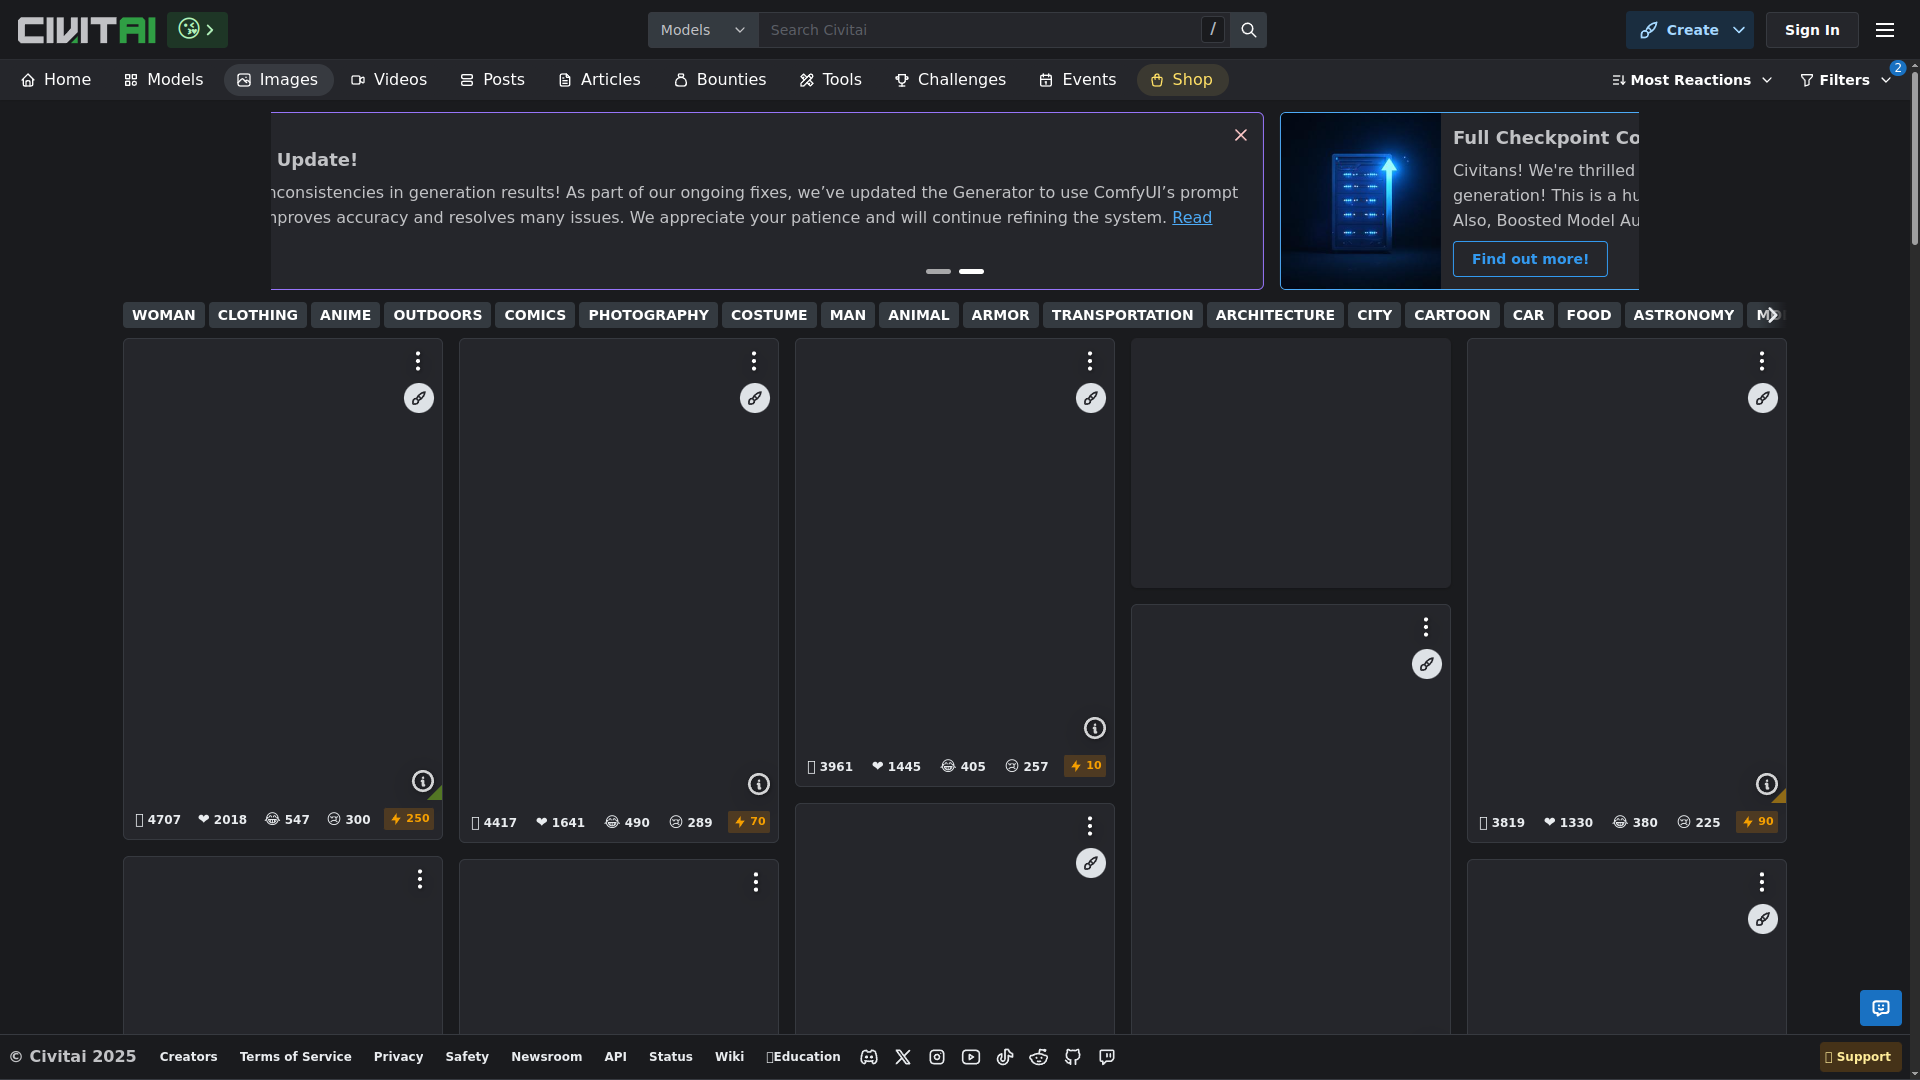 CIVITAI
Models
Search Civitai
/
Create
Sign In
Home
Models
Images
Videos
Posts
Articles
Bounties
Tools
Challenges
Events
Shop
Most Reactions
Filters
2
Update!
nconsistencies in generation results! As part of our ongoing fixes, we’ve updated the Generator to use ComfyUI’s prompt
mproves accuracy and resolves many issues. We appreciate your patience and will continue refining the system. Read
Full Checkpoint Co
Civitans! We're thrilled
generation! This is a hu
Also, Boosted Model Au
Find out more!
WOMAN
CLOTHING
ANIME
OUTDOORS
COMICS
PHOTOGRAPHY
COSTUME
MAN
ANIMAL
ARMOR
TRANSPORTATION
ARCHITECTURE
CITY
CARTOON
CAR
FOOD
ASTRONOMY
3961 1445 405 257 10
4707 2018 547 300 250
4417 1641 490 289 70
3819 1330 380 225 90
© Civitai 2025
Creators
Terms of Service
Privacy
Safety
Newsroom
API
Status
Wiki
Education
Support